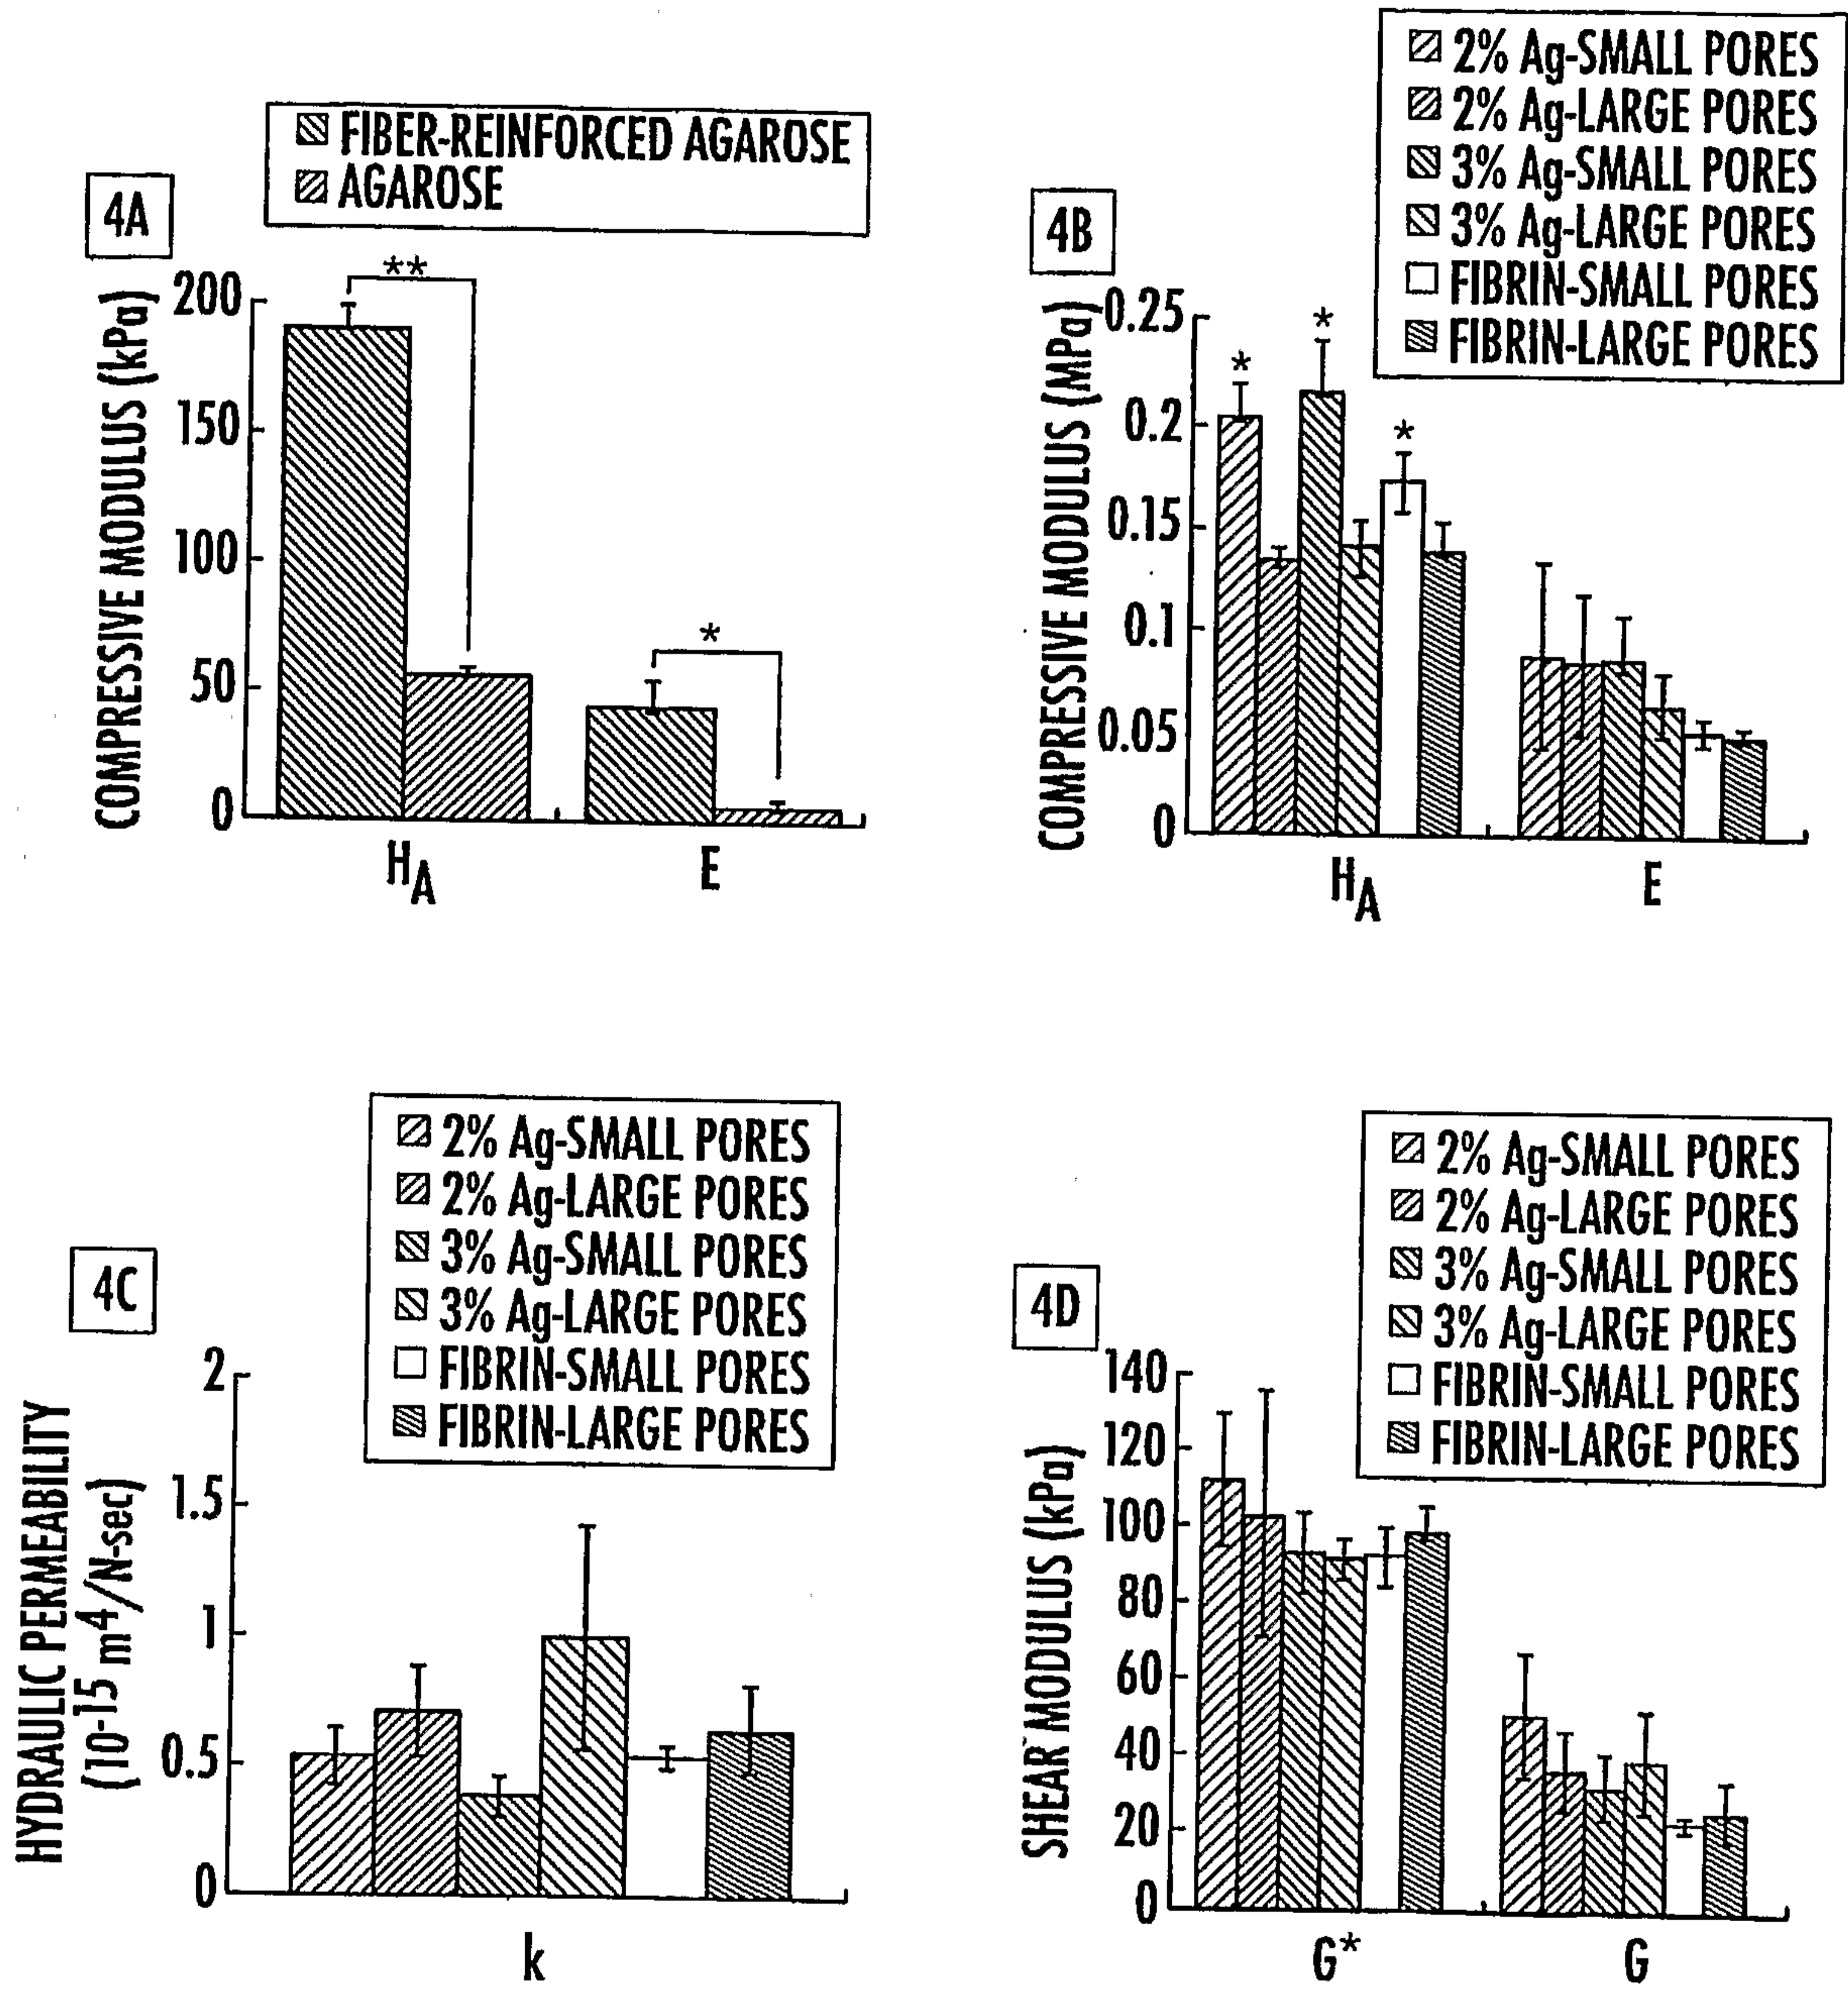 4A
FIBER-REINFORCED AGAROSE
AGAROSE
COMPRESSIVE MODULUS (kPa)
200
150
100
50
0
**
*
HA
E
4B
2% Ag-SMALL PORES
2% Ag-LARGE PORES
3% Ag-SMALL PORES
3% Ag-LARGE PORES
FIBRIN-SMALL PORES
FIBRIN-LARGE PORES
COMPRESSIVE MODULUS (MPa)
0.25
0.2
0.15
0.1
0.05
0
*
*
*
HA
E
4C
2% Ag-SMALL PORES
2% Ag-LARGE PORES
3% Ag-SMALL PORES
3% Ag-LARGE PORES
FIBRIN-SMALL PORES
FIBRIN-LARGE PORES
HYDRAULIC PERMEABILITY
(10-15 m4/N-sec)
2
1.5
1
0.5
0
k
4D
2% Ag-SMALL PORES
2% Ag-LARGE PORES
3% Ag-SMALL PORES
3% Ag-LARGE PORES
FIBRIN-SMALL PORES
FIBRIN-LARGE PORES
SHEAR MODULUS (kPa)
140
120
100
80
60
40
20
0
G*
G